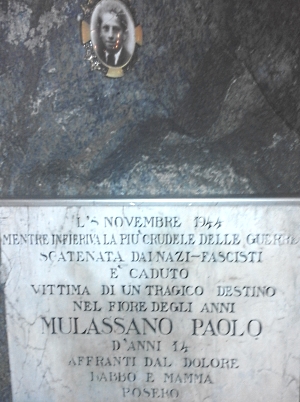 L'8 NOVEMBRE 1944
MENTRE INFIERIVA LA PIU' CRUDELE DELLE GUERRE
SCATENATA DAI NAZI-FASCISTI
E' CADUTO
VITTIMA DI UN TRAGICO DESTINO
NEL FIORE DEGLI ANNI
MULASSANO PAOLO
D'ANNI 14
AFFRANTI DAL DOLORE
BABBO E MAMMA
POSERO